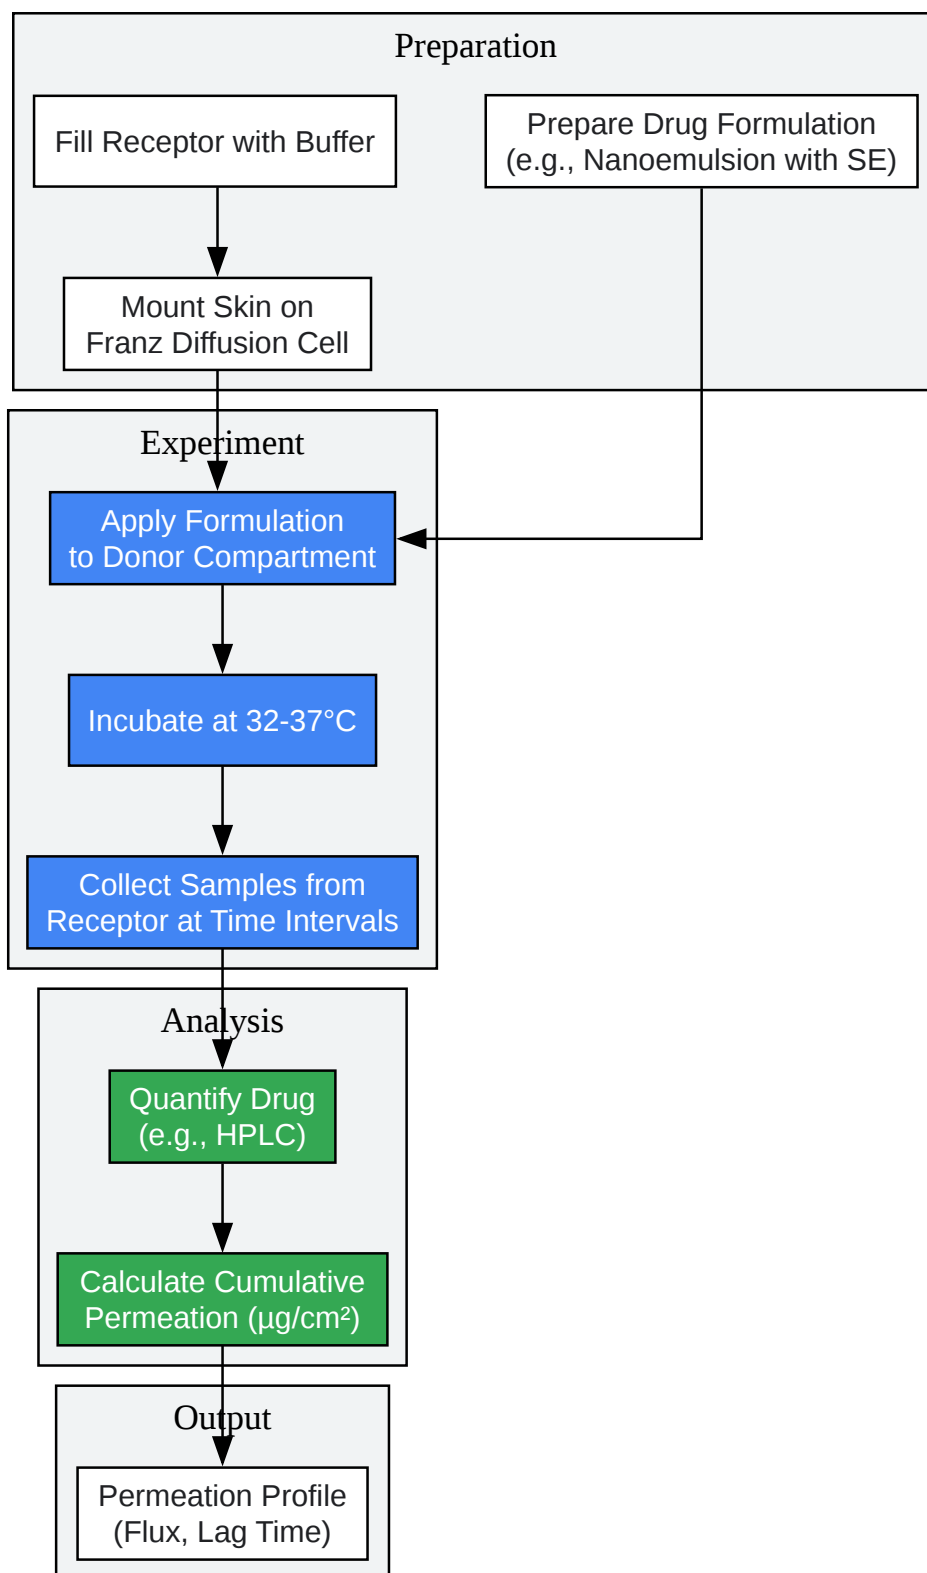 Preparation
Fill Receptor with Buffer
Prepare Drug Formulation
(e.g., Nanoemulsion with SE)
Mount Skin on
Franz Diffusion Cell
Experiment
Apply Formulation
to Donor Compartment
Incubate at 32-37°C
Collect Samples from
Receptor at Time Intervals
Analysis
Quantify Drug
(e.g., HPLC)
Calculate Cumulative
Permeation (µg/cm²)
Output
Permeation Profile
(Flux, Lag Time)